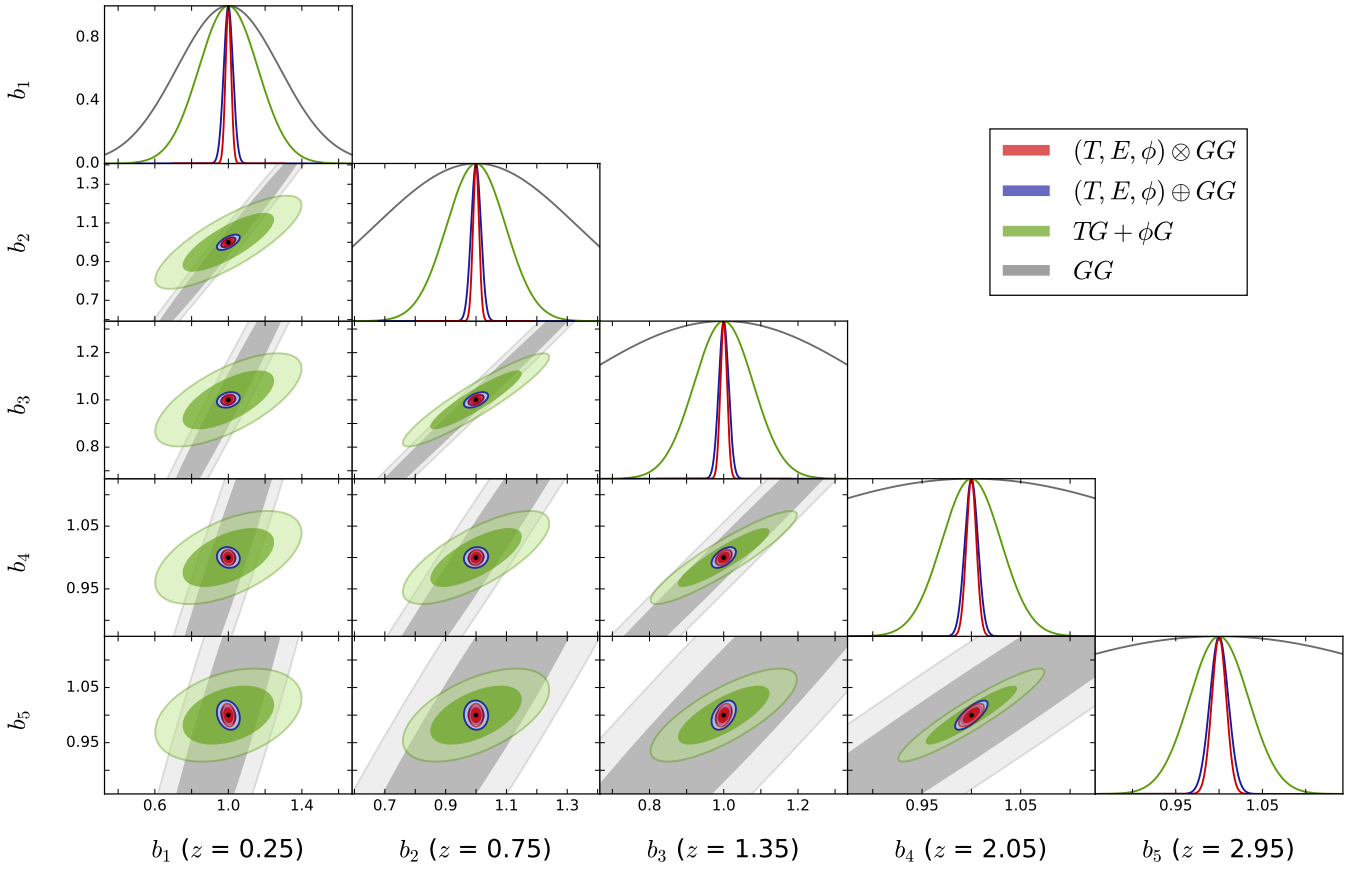 b₁
0.8
0.4
0.0
(T, E, ϕ) ⊗ GG
(T, E, ϕ) ⊕ GG
TG + ϕG
GG
b₂
1.3
1.1
0.9
0.7
b₃
1.2
1.0
0.8
b₄
1.05
0.95
b₅
1.05
0.95
0.6 1.0 1.4 0.7 0.9 1.1 1.3 0.8 1.0 1.2 0.95 1.05 0.95 1.05
b₁ (z = 0.25) b₂ (z = 0.75) b₃ (z = 1.35) b₄ (z = 2.05) b₅ (z = 2.95)